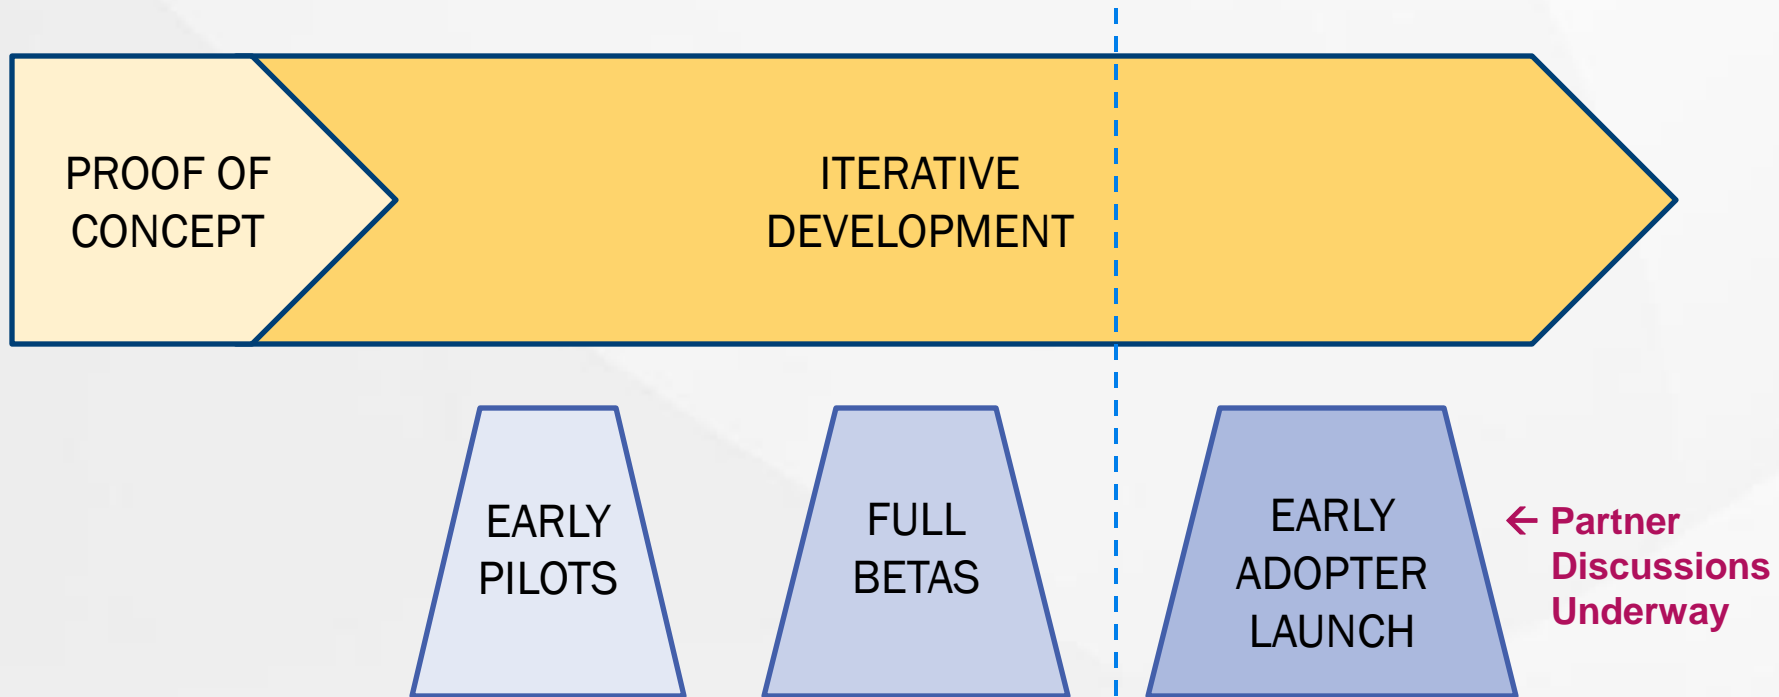 PROOF OF
CONCEPT
ITERATIVE
DEVELOPMENT
EARLY
PILOTS
FULL
BETAS
EARLY
ADOPTER
LAUNCH
← Partner
Discussions
Underway